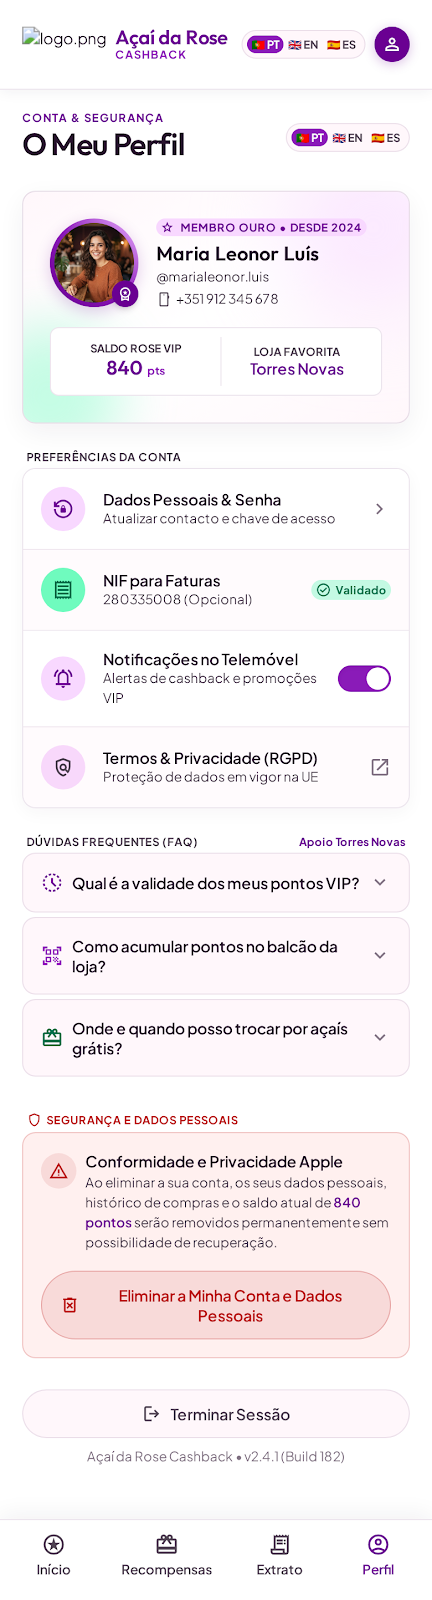 logo.png
Açaí da Rose
CASHBACK
🇵🇹 PT 🇬🇧 EN 🇪🇸 ES
CONTA & SEGURANÇA
O Meu Perfil
🇵🇹 PT 🇬🇧 EN 🇪🇸 ES
MEMBRO OURO • DESDE 2024
Maria Leonor Luís
@marialeonor.luis
+351 912 345 678
SALDO ROSE VIP
840 pts
LOJA FAVORITA
Torres Novas
PREFERÊNCIAS DA CONTA
Dados Pessoais & Senha
Atualizar contacto e chave de acesso
NIF para Faturas
280335008 (Opcional)
Validado
Notificações no Telemóvel
Alertas de cashback e promoções
VIP
Termos & Privacidade (RGPD)
Proteção de dados em vigor na UE
DÚVIDAS FREQUENTES (FAQ)
Apoio Torres Novas
Qual é a validade dos meus pontos VIP?
Como acumular pontos no balcão da
loja?
Onde e quando posso trocar por açaís
grátis?
SEGURANÇA E DADOS PESSOAIS
Conformidade e Privacidade Apple
Ao eliminar a sua conta, os seus dados pessoais,
histórico de compras e o saldo atual de 840
pontos serão removidos permanentemente sem
possibilidade de recuperação.
Eliminar a Minha Conta e Dados
Pessoais
Terminar Sessão
Açaí da Rose Cashback • v2.4.1 (Build 182)
Início
Recompensas
Extrato
Perfil